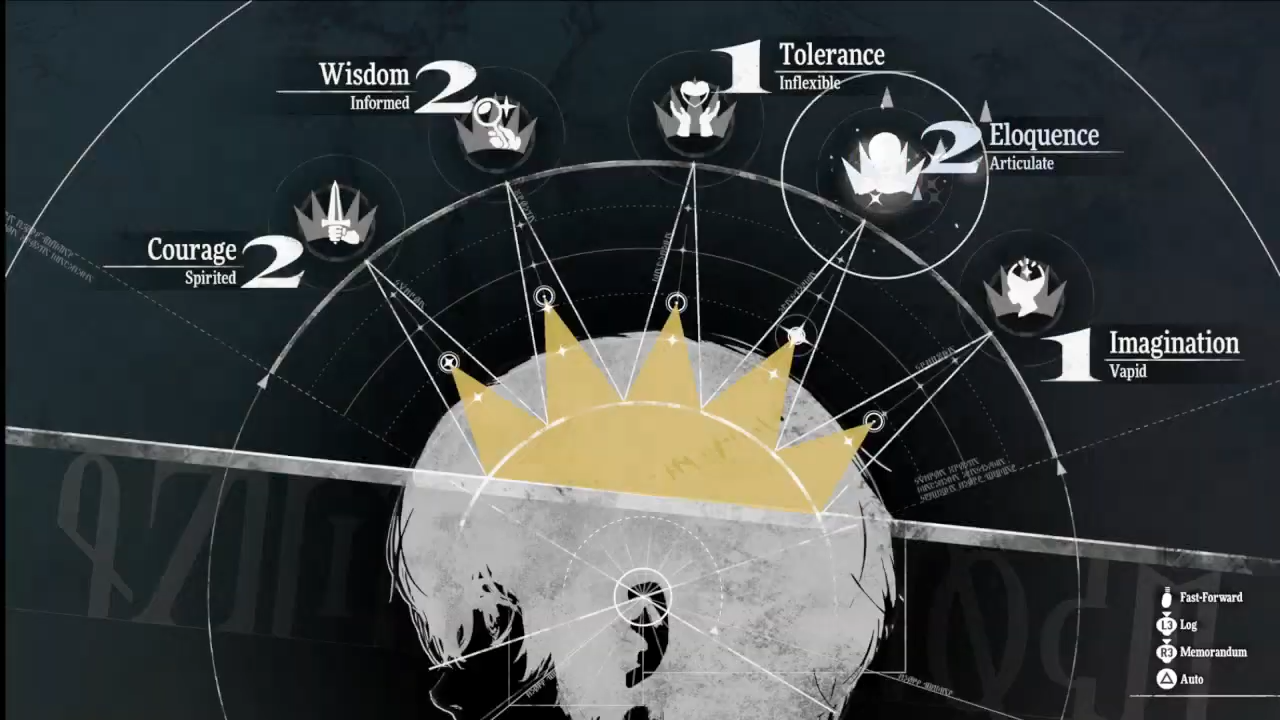 1
Tolerance
Inflexible
Wisdom
2
Informed
2
Eloquence
Articulate
Courage
2
Spirited
Imagination
1
Vapid
Fast-Forward
L3 Log
R3 Memorandum
Auto